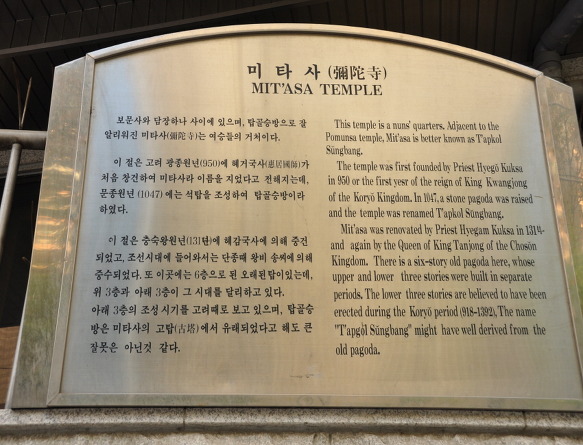 미 타 사 (彌陀寺)
MIT'ASA TEMPLE
보문사와 담장하나 사이에 있으며, 탑골승방으로 잘
알려워진 미타사(彌陀寺)는 여승들의 거처이다.
이 절은 고려 광종원년(950)에 혜거국사(惠居國師)가
처음 창건하여 미타사라 이름을 지었다고 전해지는데,
문종원년 (1047) 에는 석탑을 조성하여 탑골승방이라
하였다.
이 절은 충숙왕원년(1314)에 혜감국사에 의해 중건
되었고, 조선시대에 들어와서는 단종때 왕비 송씨에의해
중수되었다. 또 이곳에는 6층으로 된 오래된탑이있는데,
위 3층과 아래 3층이 그 시대를 달리하고 있다.
아래 3층의 조성 시기를 고려때로 보고있으며, 탑골승
방은 미타사의 고탑(古塔)에서 유래되었다고 해도 큰
잘못은 아닌것 같다.
This temple is a nuns' quarters. Adjacent to the
Pomunsa temple, Mit'asa is better known as T'apkol
Sŭngbang.
The temple was first founded by Priest Hyegŏ Kuksa
in 950 or the first yesr of the reign of King Kwangjong
of the Koryŏ Kingdom. In 1047, a stone pagoda was raised
and the temple was renamed T'apkol Sŭngbang.
Mit'asa was renovated by Priest Hyegam Kuksa in 1314
and again by the Queen of King Tanjong of the Chosŏn
Kingdom. There is a six-story old pagoda here, whose
upper and lower three stories were built in separate
periods. The lower three stories are believed to have been
erected during the Koryŏ period (918-1392). The name
"T'apgŏl Sŭngbang" might have well derived from the
old pagoda.